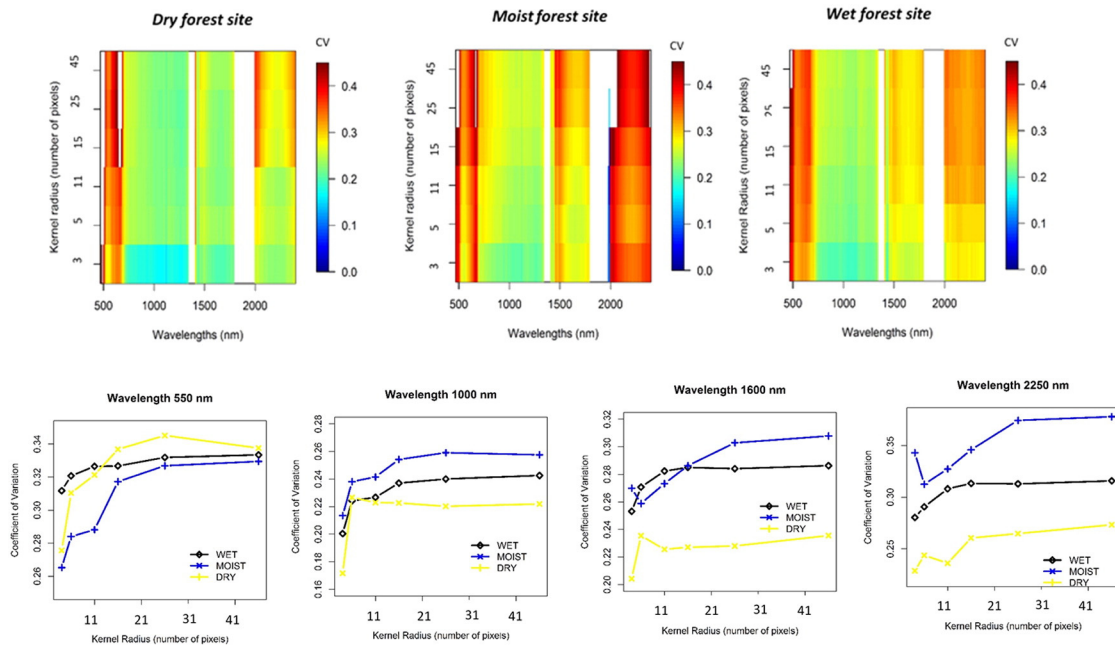 Dry forest site
Moist forest site
Wet forest site
CV
0.4
0.3
0.2
0.1
0.0
Kernel radius (number of pixels)
45
25
15
11
5
3
500 1000 1500 2000
Wavelengths (nm)
CV
0.4
0.3
0.2
0.1
0.0
Kernel radius (number of pixels)
45
25
15
11
5
3
500 1000 1500 2000
Wavelengths (nm)
CV
0.4
0.3
0.2
0.1
0.0
Kernel Radius (number of pixels)
45
25
15
11
5
3
500 1000 1500 2000
Wavelengths (nm)
Wavelength 550 nm
Coefficient of Variation
0.34
0.32
0.30
0.28
0.26
WET
MOIST
DRY
11 21 31 41
Kernel Radius (number of pixels)
Wavelength 1000 nm
Coefficient of Variation
0.28
0.26
0.24
0.22
0.20
0.18
0.16
WET
MOIST
DRY
11 21 31 41
Kernel Radius (number of pixels)
Wavelength 1600 nm
Coefficient of Variation
0.32
0.30
0.28
0.26
0.24
0.22
0.20
WET
MOIST
DRY
11 21 31 41
Kernel Radius (number of pixels)
Wavelength 2250 nm
Coefficient of Variation
0.35
0.30
0.25
WET
MOIST
DRY
11 21 31 41
Kernel Radius (number of pixels)